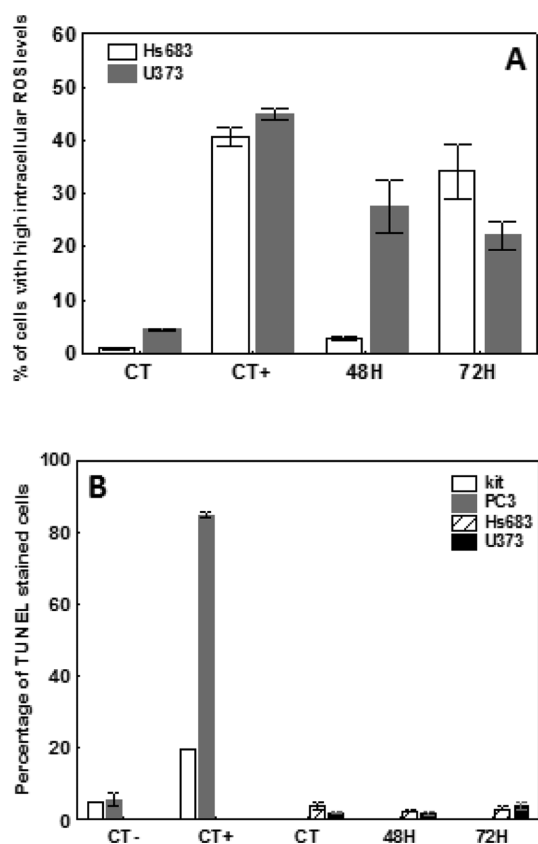 60
50
40
30
20
10
0
% of cells with high intracellular ROS levels
Hs683
U373
A
CT
CT+
48H
72H
100
80
60
40
20
0
Percentage of TUNEL stained cells
B
kit
PC3
Hs683
U373
CT-
CT+
CT
48H
72H